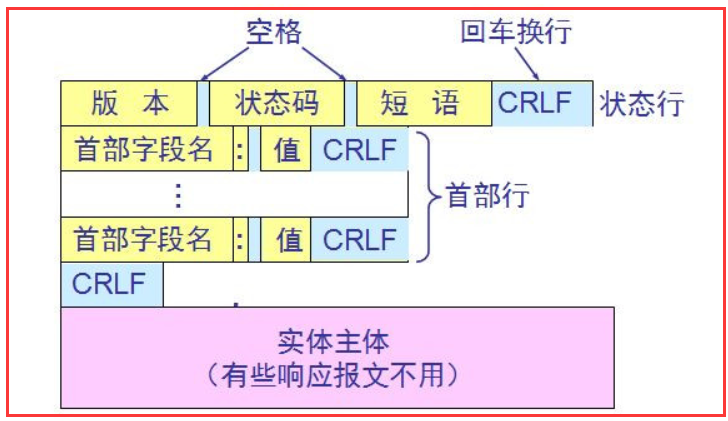 空格 回车换行
版 本 状态码 短 语 CRLF 状态行
首部字段名 : 值 CRLF
⋮ 首部行
首部字段名 : 值 CRLF
CRLF
实体主体
（有些响应报文不用）